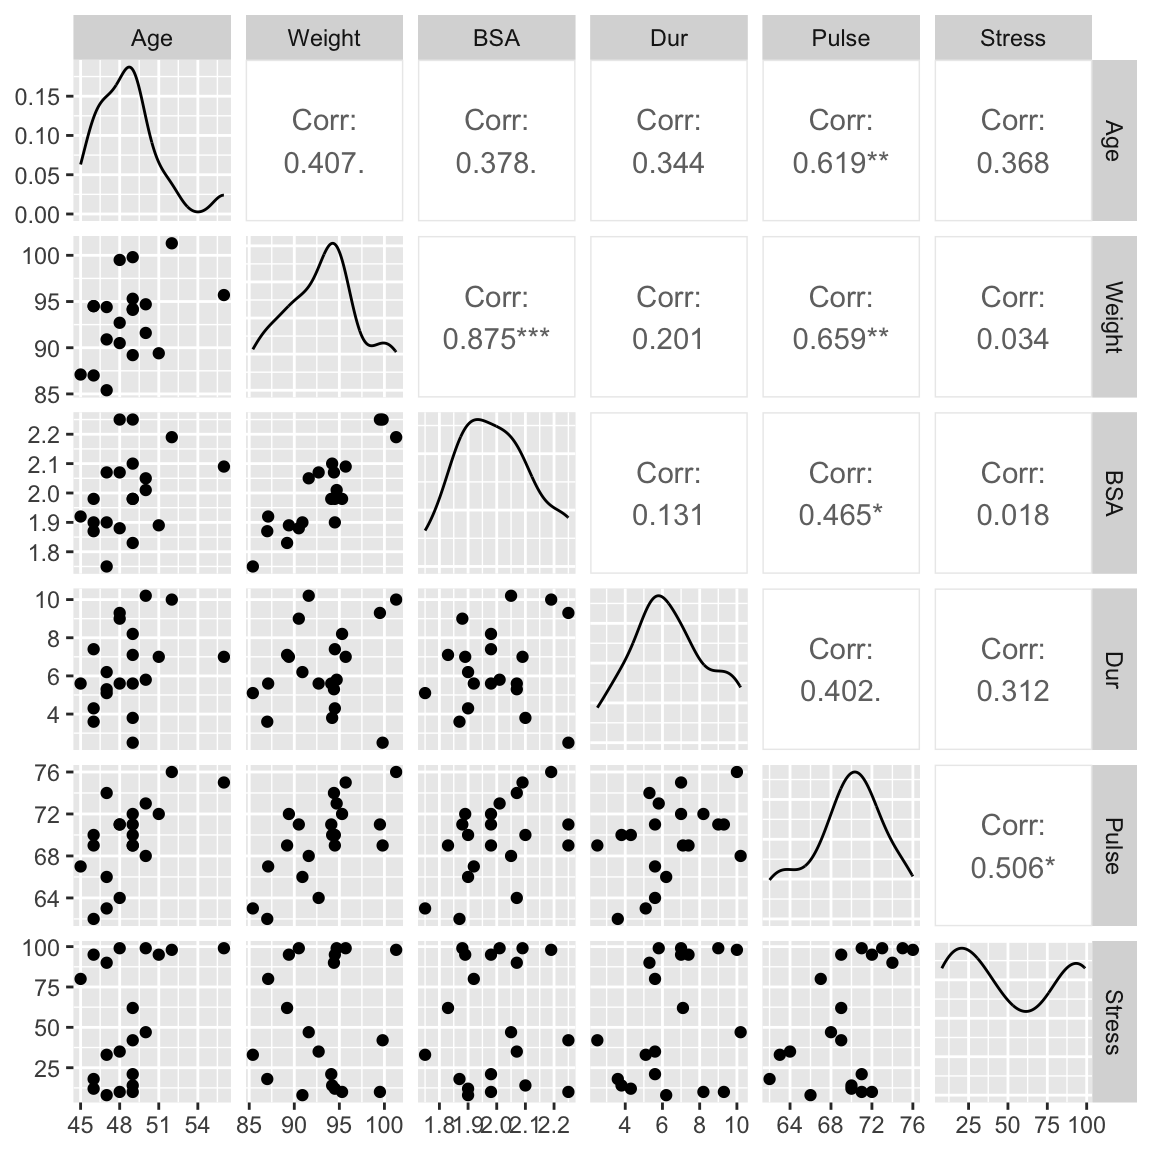 Age Weight BSA Dur Pulse Stress
0.15
0.10
0.05
0.00
Corr:
0.407.
Corr:
0.378.
Corr:
0.344
Corr:
0.619**
Corr:
0.368
Age
100
95
90
85
Corr:
0.875***
Corr:
0.201
Corr:
0.659**
Corr:
0.034
Weight
2.2
2.1
2.0
1.9
1.8
Corr:
0.131
Corr:
0.465*
Corr:
0.018
BSA
10
8
6
4
Corr:
0.402.
Corr:
0.312
Dur
76
72
68
64
Corr:
0.506*
Pulse
100
75
50
25
Stress
45 48 51 54 85 90 95 100 1.8 1.9 2.0 2.1 2.2 4 6 8 10 64 68 72 76 25 50 75 100